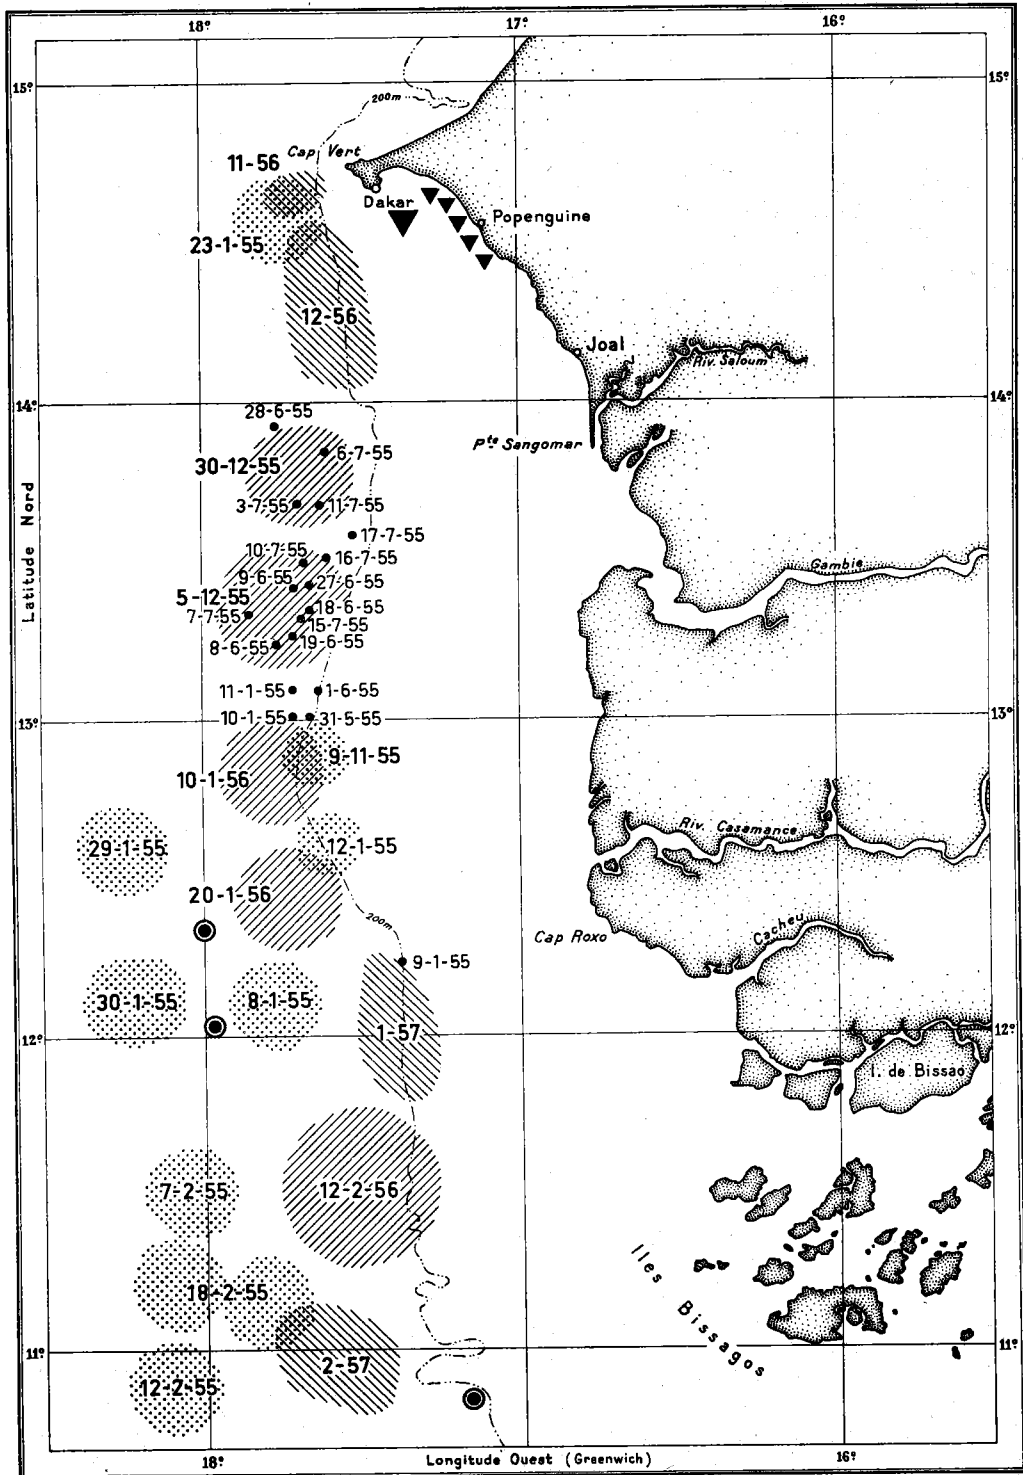 18° 17° 16°
15° 15°
200m
Cap Vert
11-56
Dakar
Popenguine
23-1-55
12-56
Joal
Riv. Saloum
14° 14°
28-6-55
Pte Sangomar
6-7-55
30-12-55
3-7-55 11-7-55
17-7-55
10-7-55 16-7-55
Gambie
9-6-55 27-6-55
5-12-55
18-6-55
7-7-55
15-7-55
8-6-55 19-6-55
Latitude Nord
11-1-55 1-6-55
10-1-55 31-5-55
13° 13°
9-11-55
10-1-56
Riv. Casamance
29-1-55 12-1-55
20-1-56
200m
Cap Roxo
Cacheu
9-1-55
30-1-55 8-1-55
1-57
12° 12°
I. de Bissao
7-2-55 12-2-56
Iles Bissagos
18-2-55
11° 11°
2-57
12-2-55
18° 16°
Longitude Ouest (Greenwich)